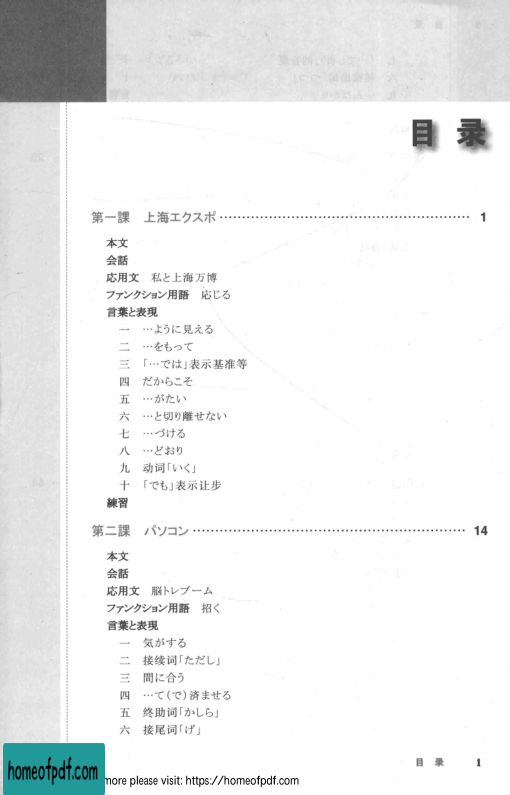 目 录
第一課 上海エクスポ ………………………………………… 1
本文
会話
応用文 私と上海万博
ファンクション用語 応じる
言葉と表現
一 …ように見える
二 …をもって
三 「…では」表示基准等
四 だからこそ
五 …がたい
六 …と切り離せない
七 …づける
八 …どおり
九 动词「いく」
十 「でも」表示让步
練習
第二課 パソコン ………………………………………… 14
本文
会話
応用文 脳トレブーム
ファンクション用語 招く
言葉と表現
一 気がする
二 接续词「ただし」
三 間に合う
四 …て(で)済ませる
五 终助词「かしら」
六 接尾词「げ」
目 录 1
homeofpdf.com
more please visit: https://homeofpdf.com